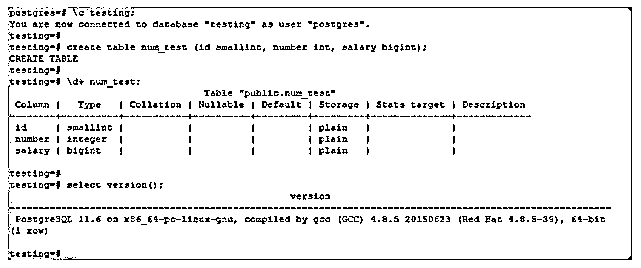 postgres=# \c testing;
You are now connected to database "testing" as user "postgres".
testing=#
testing=# create table num_test (id smallint, number int, salary bigint);
CREATE TABLE
testing=#
testing=# \d+ num_test;
Table "public.num_test"
Column | Type | Collation | Nullable | Default | Storage | Stats target | Description
id | smallint | | | | plain | |
number | integer | | | | plain | |
salary | bigint | | | | plain | |
testing=#
testing=# select version();
version
PostgreSQL 11.6 on x86_64-pc-linux-gnu, compiled by gcc (GCC) 4.8.5 20150623 (Red Hat 4.8.5-39), 64-bit
(1 row)
testing=#